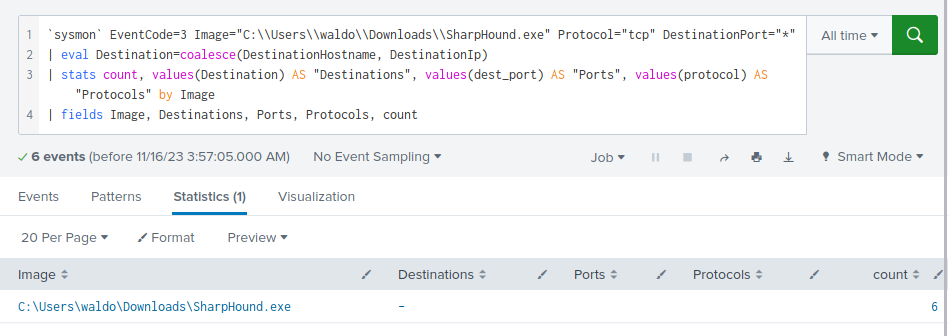 1 `sysmon` EventCode=3 Image="C:\\Users\\waldo\\Downloads\\SharpHound.exe" Protocol="tcp" DestinationPort="*"
2 | eval Destination=coalesce(DestinationHostname, DestinationIp)
3 | stats count, values(Destination) AS "Destinations", values(dest_port) AS "Ports", values(protocol) AS
"Protocols" by Image
4 | fields Image, Destinations, Ports, Protocols, count
All time
6 events (before 11/16/23 3:57:05.000 AM) No Event Sampling Job Smart Mode
Events Patterns Statistics (1) Visualization
20 Per Page Format Preview
Image Destinations Ports Protocols count
C:\Users\waldo\Downloads\SharpHound.exe - 6